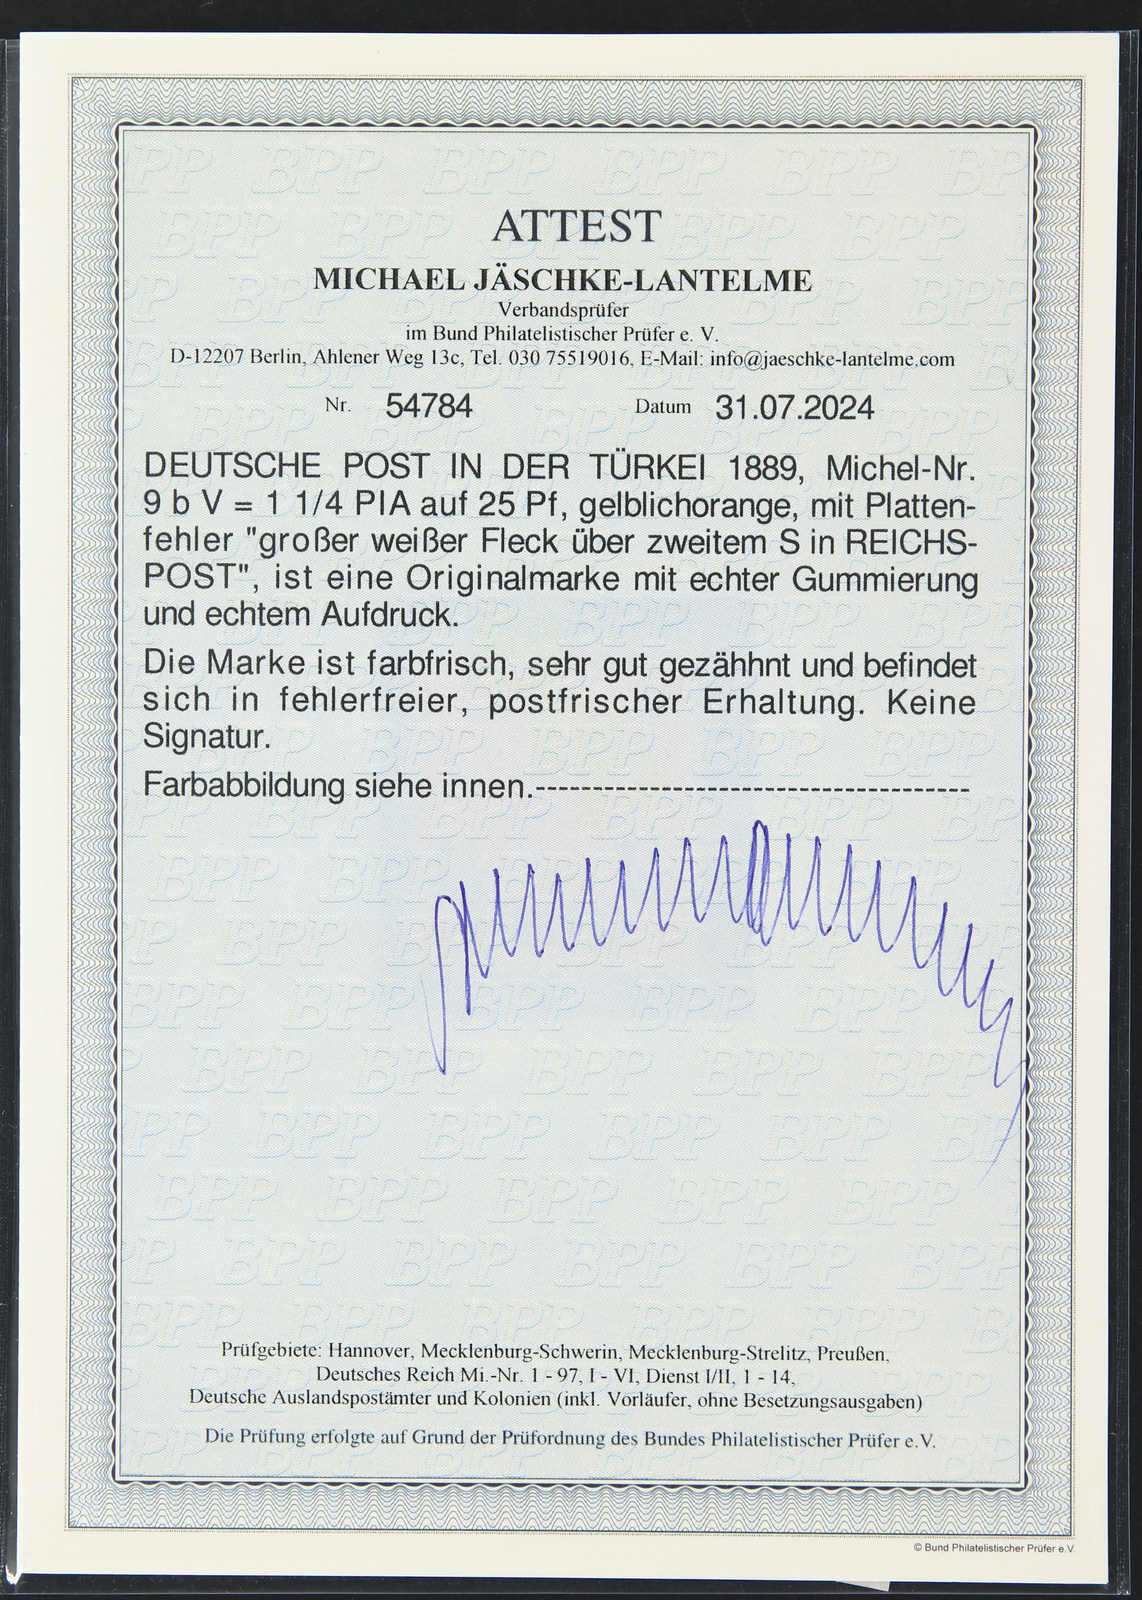 ATTEST
MICHAEL JÄSCHKE-LANTELME
Verbandsprüfer
im Bund Philatelistischer Prüfer e. V.
D-12207 Berlin, Ahlener Weg 13c, Tel. 030 75519016, E-Mail: info@jaeschke-lantelme.com
Nr. 54784 Datum 31.07.2024
DEUTSCHE POST IN DER TÜRKEI 1889, Michel-Nr.
9 b V = 1 1/4 PIA auf 25 Pf, gelblichorange, mit Platten-
fehler "großer weißer Fleck über zweitem S in REICHS-
POST", ist eine Originalmarke mit echter Gummierung
und echtem Aufdruck.
Die Marke ist farbfrisch, sehr gut gezähhnt und befindet
sich in fehlerfreier, postfrischer Erhaltung. Keine
Signatur.
Farbabbildung siehe innen.--------------------------------------
Prüfgebiete: Hannover, Mecklenburg-Schwerin, Mecklenburg-Strelitz, Preußen,
Deutsches Reich Mi.-Nr. 1 - 97, I - VI, Dienst I/II, 1 - 14,
Deutsche Auslandspostämter und Kolonien (inkl. Vorläufer, ohne Besetzungsausgaben)
Die Prüfung erfolgte auf Grund der Prüfordnung des Bundes Philatelistischer Prüfer e.V.
© Bund Philatelistischer Prüfer e.V.